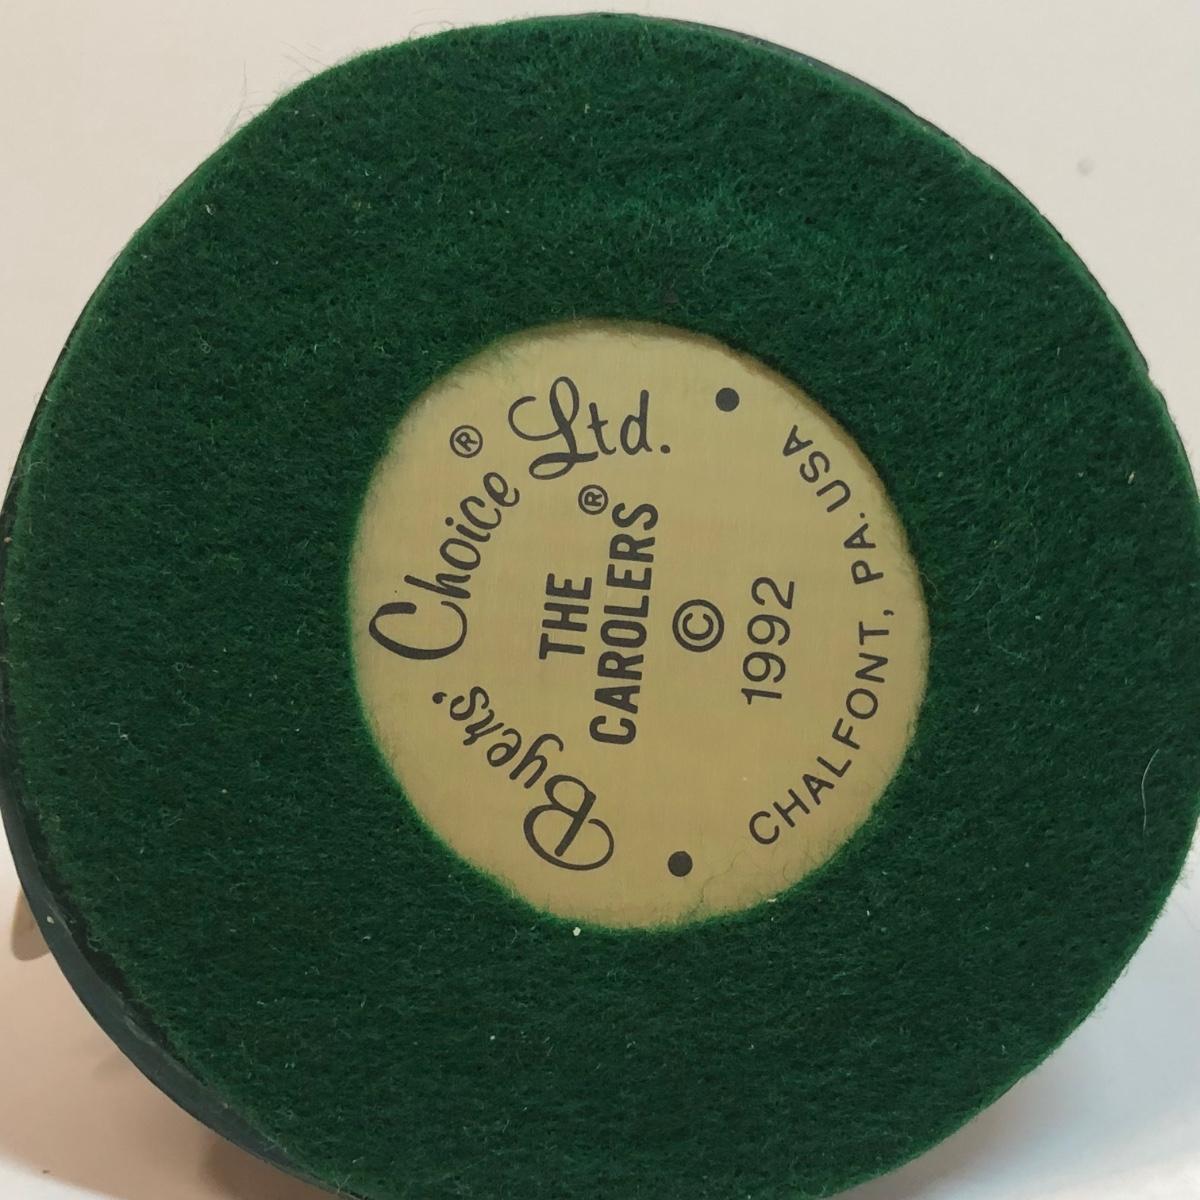 Byers' Choice® Ltd.
THE
CAROLERS®
©
1992
CHALFONT, PA. USA